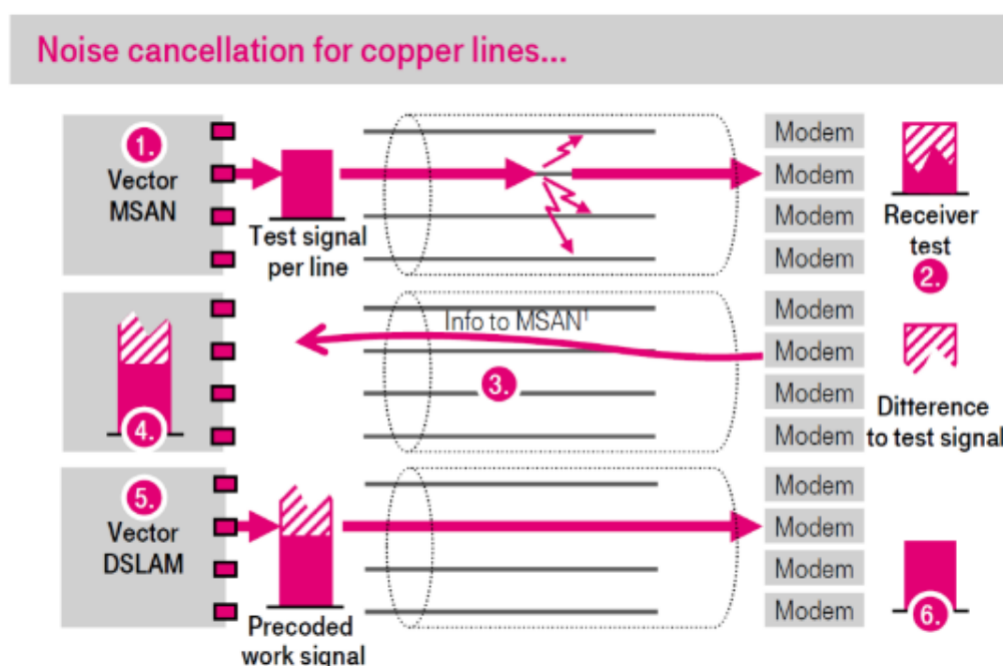 Noise cancellation for copper lines...
1.
Vector
MSAN
Test signal
per line
Modem
Modem
Modem
Modem
Receiver
test
2.
Info to MSAN¹
3.
4.
Modem
Modem
Modem
Modem
Difference
to test signal
5.
Vector
DSLAM
Precoded
work signal
Modem
Modem
Modem
Modem
6.